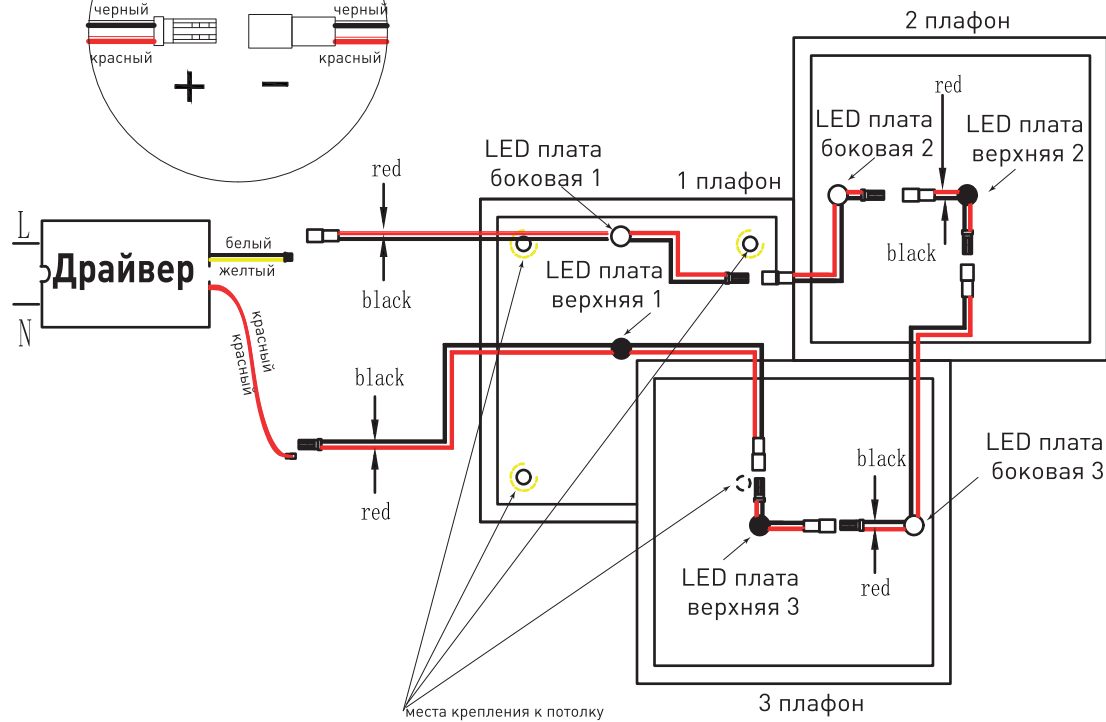 черный
черный
красный
красный
+
−
2 плафон
red
LED плата
боковая 2
LED плата
верхняя 2
black
LED плата
боковая 1
1 плафон
red
L
белый
желтый
Драйвер
N
black
LED плата
верхняя 1
красный
красный
black
red
LED плата
боковая 3
black
LED плата
верхняя 3
red
3 плафон
места крепления к потолку